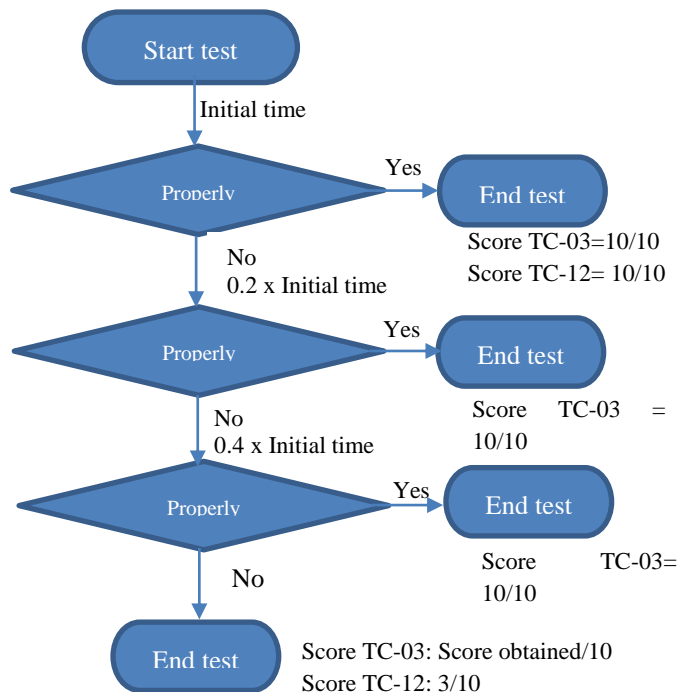 Start test
Initial time
Properly
Yes
End test
Score TC-03=10/10
Score TC-12= 10/10
No
0.2 x Initial time
Properly
Yes
End test
Score TC-03 =
10/10
No
0.4 x Initial time
Properly
Yes
End test
Score TC-03=
10/10
No
End test
Score TC-03: Score obtained/10
Score TC-12: 3/10